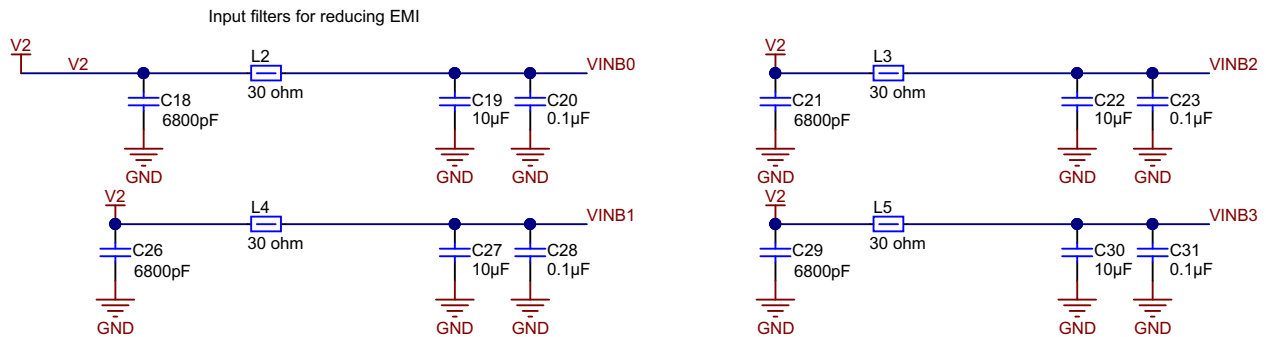 Input filters for reducing EMI
V2
V2
L2
30 ohm
C18
6800pF
GND
C19
10µF
GND
C20
0.1µF
GND
VINB0
V2
L3
30 ohm
C21
6800pF
GND
C22
10µF
GND
C23
0.1µF
GND
VINB2
V2
L4
30 ohm
C26
6800pF
GND
C27
10µF
GND
C28
0.1µF
GND
VINB1
V2
L5
30 ohm
C29
6800pF
GND
C30
10µF
GND
C31
0.1µF
GND
VINB3